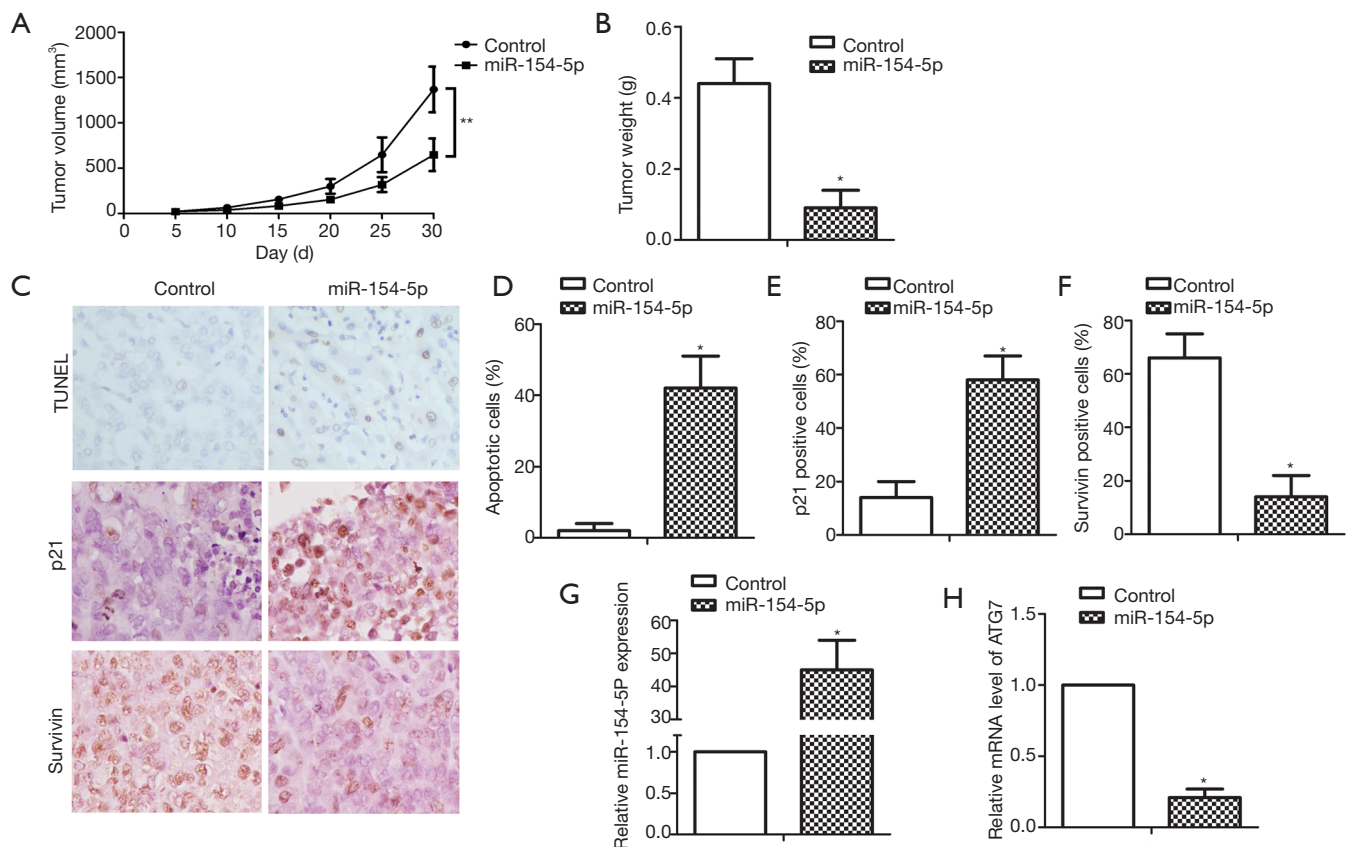 A
Tumor volume (mm3)
2000
1500
1000
500
0
0 5 10 15 20 25 30
Day (d)
Control
miR-154-5p
**
B
Tumor weight (g)
0.6
0.4
0.2
0.0
Control
miR-154-5p
*
C
Control miR-154-5p
TUNEL
p21
Survivin
D
Control
miR-154-5p
Apoptotic cells (%)
60
40
20
0
*
E
Control
miR-154-5p
p21 positive cells (%)
80
60
40
20
0
*
F
Control
miR-154-5p
Survivin positive cells (%)
80
60
40
20
0
*
G
Control
miR-154-5p
Relative miR-154-5P expression
60
50
40
30
1.0
0.5
0.0
*
H
Control
miR-154-5p
Relative mRNA level of ATG7
1.5
1.0
0.5
0.0
*